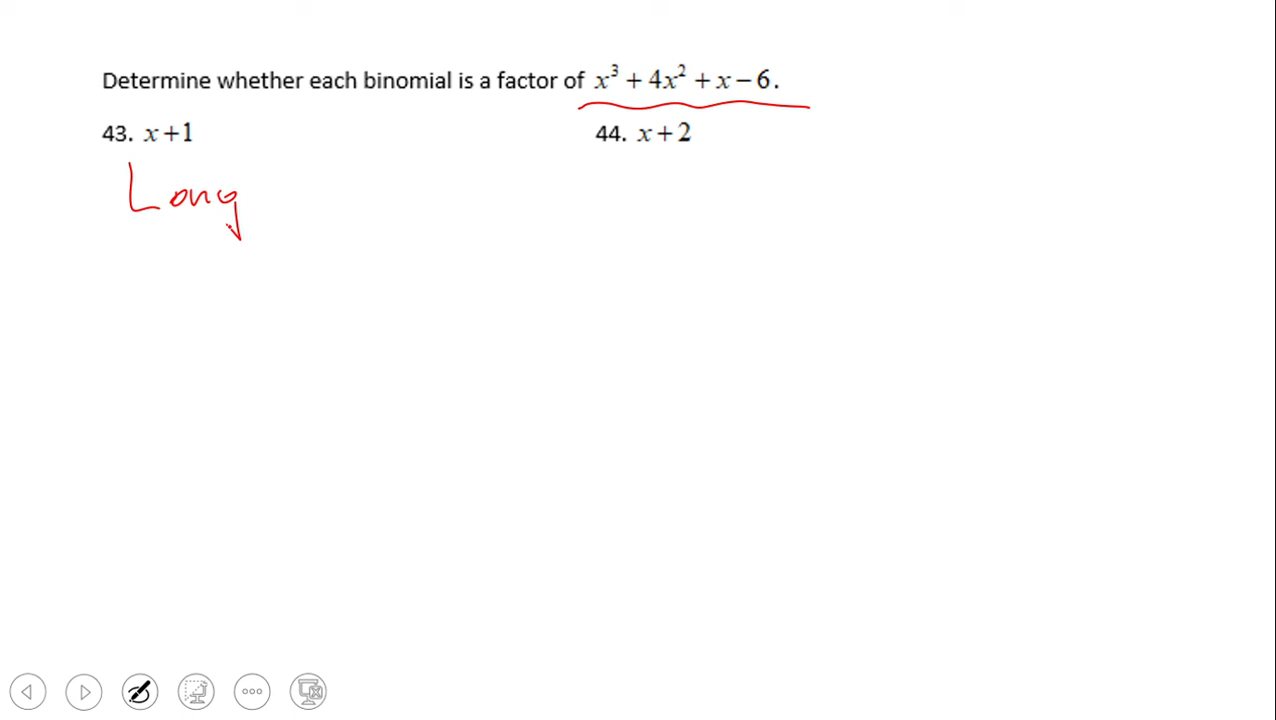 Determine whether each binomial is a factor of x³ + 4x² + x − 6.
43. x + 1 44. x + 2
Long